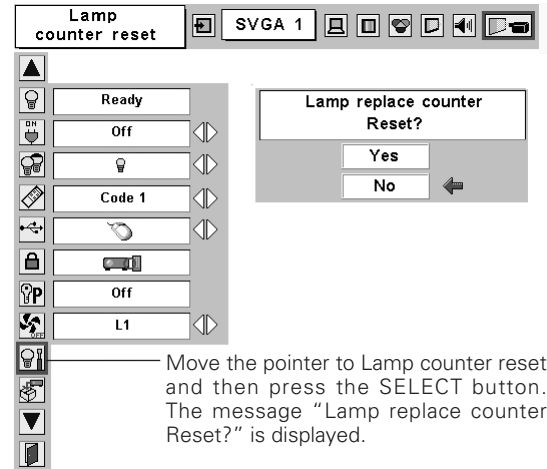 Lamp
counter reset
SVGA 1
Ready
ON
Off
Code 1
P
Off
OFF
L1
Lamp replace counter
Reset?
Yes
No
Move the pointer to Lamp counter reset
and then press the SELECT button.
The message “Lamp replace counter
Reset?” is displayed.